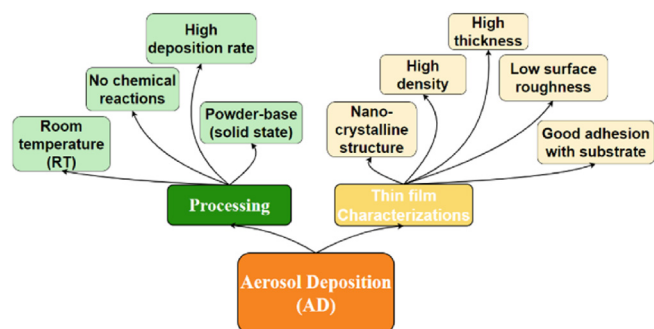 High
deposition rate
No chemical
reactions
Room
temperature
(RT)
Powder-base
(solid state)
High
thickness
High
density
Low surface
roughness
Nano-
crystalline
structure
Good adhesion
with substrate
Processing
Thin film
Characterizations
Aerosol Deposition
(AD)